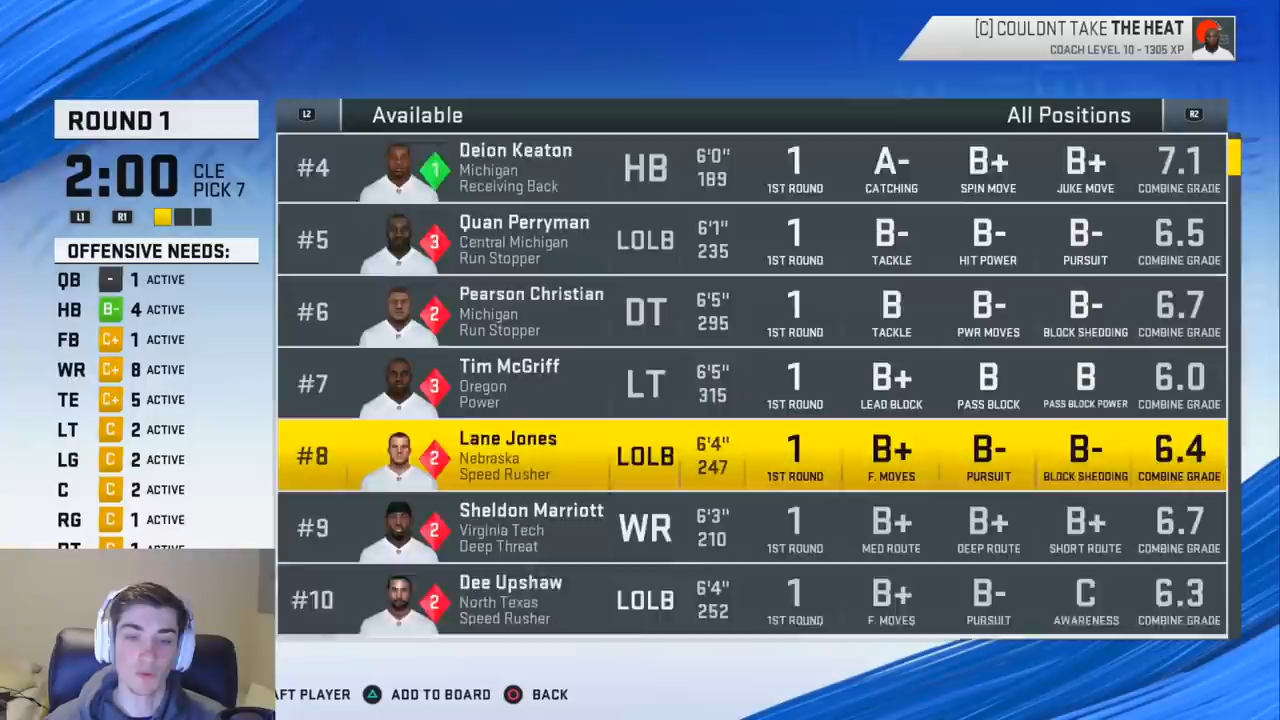 [C] COULDNT TAKE THE HEAT
COACH LEVEL 10 - 1305 XP
ROUND 1
2:00 CLE PICK 7
L1 R1
OFFENSIVE NEEDS:
QB - 1 ACTIVE
HB B- 4 ACTIVE
FB C+ 1 ACTIVE
WR C+ 8 ACTIVE
TE C+ 5 ACTIVE
LT C 2 ACTIVE
LG C 2 ACTIVE
C C 2 ACTIVE
RG C 1 ACTIVE
L2 Available All Positions R2
#4 1 Deion Keaton HB 6'0" 1 A- B+ B+ 7.1
Michigan 189
Receiving Back 1ST ROUND CATCHING SPIN MOVE JUKE MOVE COMBINE GRADE
#5 3 Quan Perryman LOLB 6'1" 1 B- B- B- 6.5
Central Michigan 235
Run Stopper 1ST ROUND TACKLE HIT POWER PURSUIT COMBINE GRADE
#6 2 Pearson Christian DT 6'5" 1 B B- B- 6.7
Michigan 295
Run Stopper 1ST ROUND TACKLE PWR MOVES BLOCK SHEDDING COMBINE GRADE
#7 3 Tim McGriff LT 6'5" 1 B+ B B 6.0
Oregon 315
Power 1ST ROUND LEAD BLOCK PASS BLOCK PASS BLOCK POWER COMBINE GRADE
#8 2 Lane Jones LOLB 6'4" 1 B+ B- B- 6.4
Nebraska 247
Speed Rusher 1ST ROUND F. MOVES PURSUIT BLOCK SHEDDING COMBINE GRADE
#9 2 Sheldon Marriott WR 6'3" 1 B+ B+ B+ 6.7
Virginia Tech 210
Deep Threat 1ST ROUND MED ROUTE DEEP ROUTE SHORT ROUTE COMBINE GRADE
#10 2 Dee Upshaw LOLB 6'4" 1 B+ B- C 6.3
North Texas 252
Speed Rusher 1ST ROUND F. MOVES PURSUIT AWARENESS COMBINE GRADE
AFT PLAYER ADD TO BOARD BACK